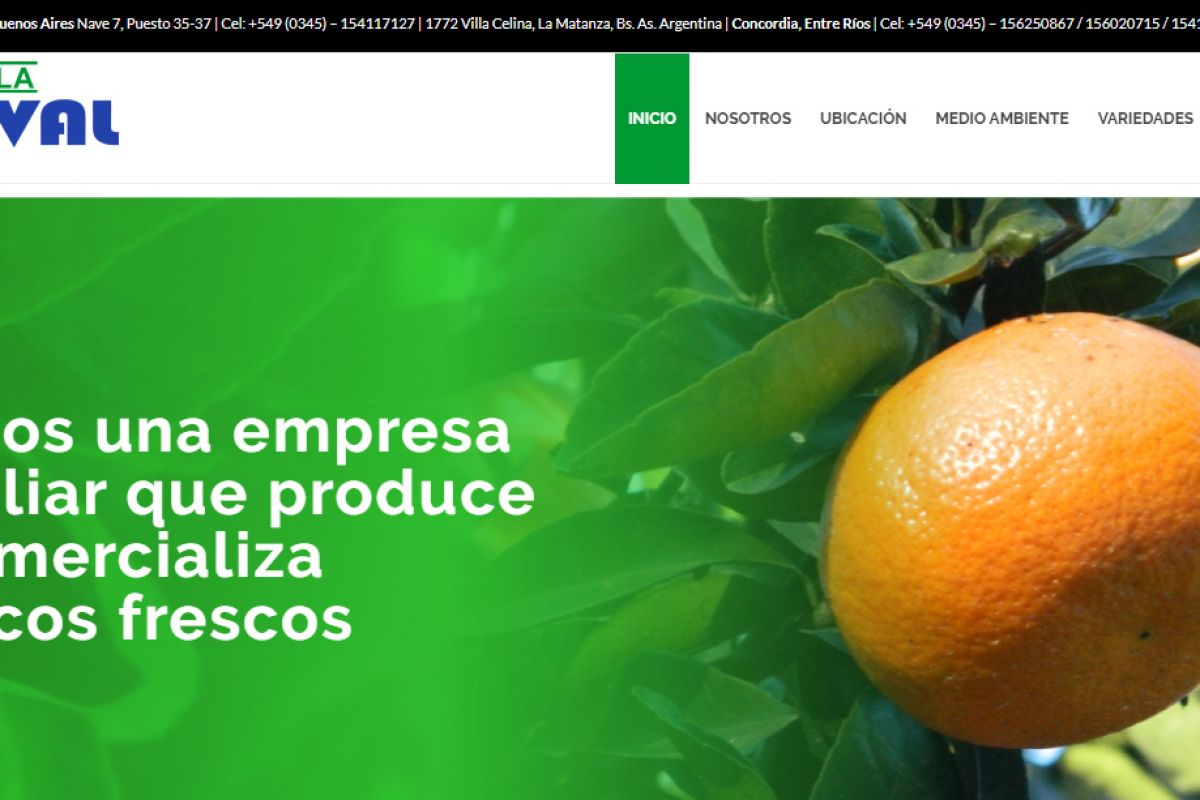 uenos Aires Nave 7, Puesto 35-37 | Cel: +549 (0345) – 154117127 | 1772 Villa Celina, La Matanza, Bs. As. Argentina | Concordia, Entre Ríos | Cel: +549 (0345) – 156250867 / 156020715 / 1541
LA
VAL
INICIO NOSOTROS UBICACIÓN MEDIO AMBIENTE VARIEDADES
os una empresa
liar que produce
mercializa
cos frescos